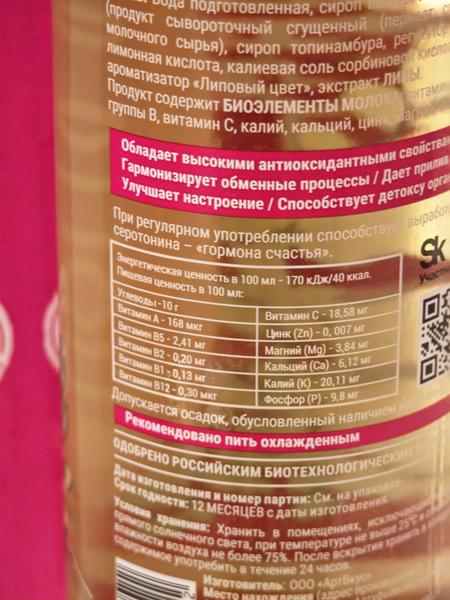 вода подготовленная, сироп
(продукт сывороточный сгущенный
молочного сырья), сироп топинамбура,
лимонная кислота, калиевая соль сорбиновой
ароматизатор «Липовый цвет», экстракт ЛИПЫ.
Продукт содержит БИОЭЛЕМЕНТЫ МОЛОКА:
группы В, витамин С, калий, кальций, цинк,
Обладает высокими антиоксидантными свойства
Гармонизирует обменные процессы / Дает прилив
Улучшает настроение / Способствует детоксу орга
При регулярном употреблении способствует выработ
серотонина – «гормона счастья».
Энергетическая ценность в 100 мл - 170 кДж/40 ккал.
Пищевая ценность в 100 мл:
Углеводы -10 г
Витамин С - 18,58 мг
Витамин А - 168 мкг
Цинк (Zn) - 0, 007 мг
Витамин В5 - 2,41 мг
Магний (Mg) - 3,84 мг
Витамин В2 - 0,20 мг
Кальций (Ca) - 6,12 мг
Витамин В1 - 0,13 мг
Калий (K) - 20,11 мг
Витамин В12 - 0,30 мкг
Фосфор (P) - 9,8 мг
Sk
Участн
Допускается осадок, обусловленный наличием
Рекомендовано пить охлажденным
ОДОБРЕНО РОССИЙСКИМ БИОТЕХНОЛОГИЧЕСКИМ
Дата изготовления и номер партии: См. на упаковке
Срок годности: 12 МЕСЯЦЕВ с даты изготовления.
Условия хранения: Хранить в помещениях, исключающих
прямого солнечного света, при температуре не выше 25°С
влажности воздуха не более 75%. После вскрытия хранить в
содержимое употребить в течение 24 часов.
Изготовитель: ООО «АртВкус»
Место нахождения